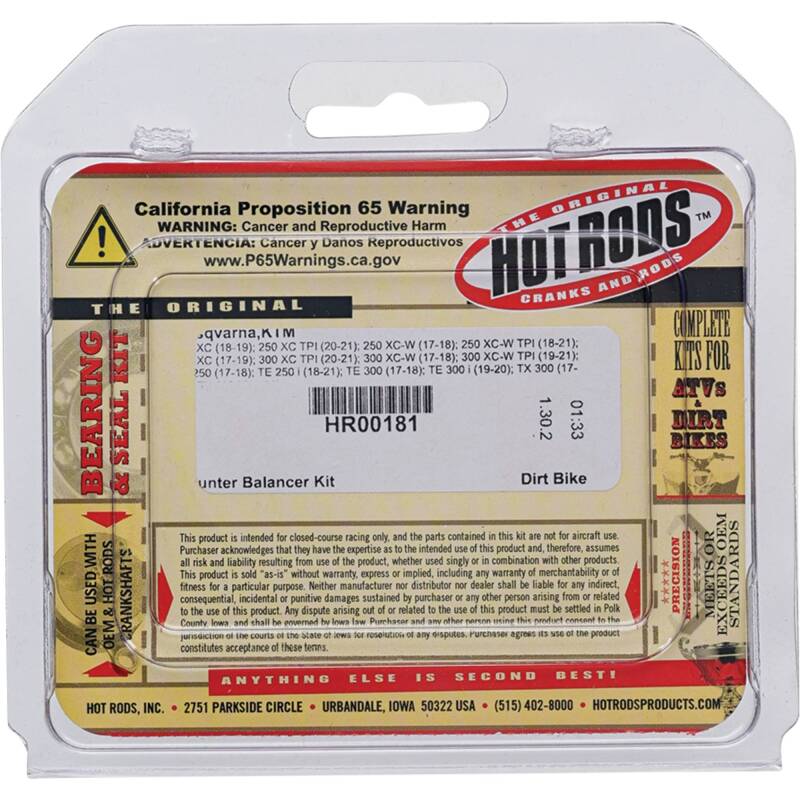 California Proposition 65 Warning
WARNING: Cancer and Reproductive Harm
ADVERTENCIA: Cáncer y Daños Reproductivos
www.P65Warnings.ca.gov
THE ORIGINAL
HOT RODS™
CRANKS AND RODS
THE ORIGINAL
BEARING
& SEAL KIT
COMPLETE
KITS FOR
ATVs
&
DIRT
BIKES
sqvarna,KTM
XC (18-19); 250 XC TPI (20-21); 250 XC-W (17-18); 250 XC-W TPI (18-21);
XC (17-19); 300 XC TPI (20-21); 300 XC-W (17-18); 300 XC-W TPI (19-21);
250 (17-18); TE 250 i (18-21); TE 300 (17-18); TE 300 i (19-20); TX 300 (17-
HR00181
01:33
1.30.2
unter Balancer Kit
Dirt Bike
CAN BE USED WITH
OEM & HOT RODS
CRANKSHAFTS
This product is intended for closed-course racing only, and the parts contained in this kit are not for aircraft use.
Purchaser acknowledges that they have the expertise as to the intended use of this product and, therefore, assumes
all risk and liability resulting from use of the product, whether used singly or in combination with other products.
This product is sold "as-is" without warranty, express or implied, including any warranty of merchantability or of
fitness for a particular purpose. Neither manufacturer nor distributor nor dealer shall be liable for any indirect,
consequential, incidental or punitive damages sustained by purchaser or any other person arising from or related
to the use of this product. Any dispute arising out of or related to the use of this product must be settled in Polk
County, Iowa, and shall be governed by Iowa law. Purchaser and any other person using this product consent to the
jurisdiction of the courts of the State of Iowa for resolution of any disputes. Purchaser agrees its use of the product
constitutes acceptance of these terms.
PRECISION
MEETS OR
EXCEEDS OEM
STANDARDS
ANYTHING ELSE IS SECOND BEST!
HOT RODS, INC. • 2751 PARKSIDE CIRCLE • URBANDALE, IOWA 50322 USA • (515) 402-8000 • HOTRODSPRODUCTS.COM